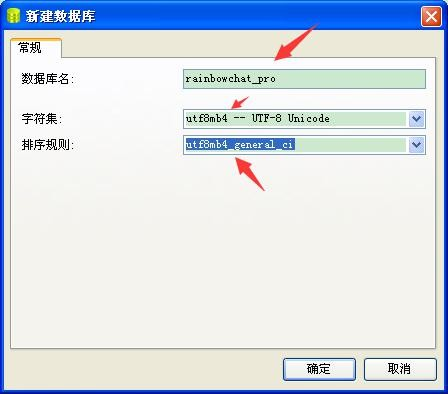 新建数据库
常规
数据库名: rainbowchat_pro
字符集: utf8mb4 -- UTF-8 Unicode
排序规则: utf8mb4_general_ci
确定 取消